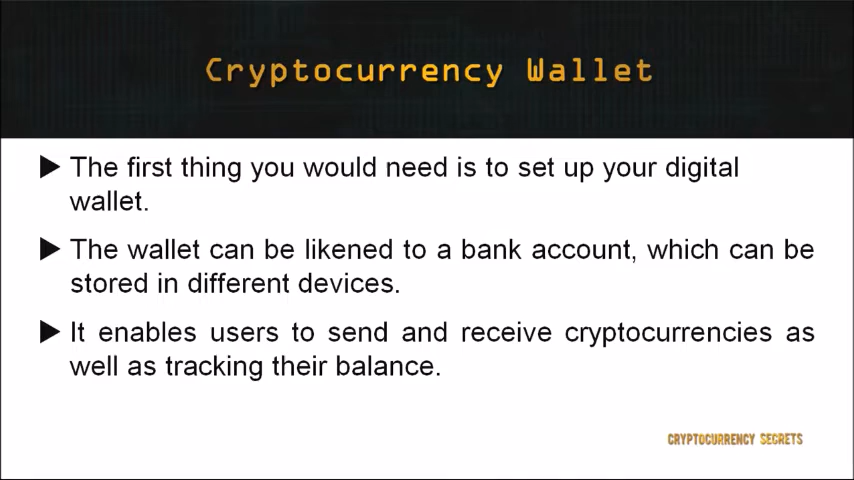 Cryptocurrency Wallet
The first thing you would need is to set up your digital
wallet.
The wallet can be likened to a bank account, which can be
stored in different devices.
It enables users to send and receive cryptocurrencies as
well as tracking their balance.
CRYPTOCURRENCY SECRETS